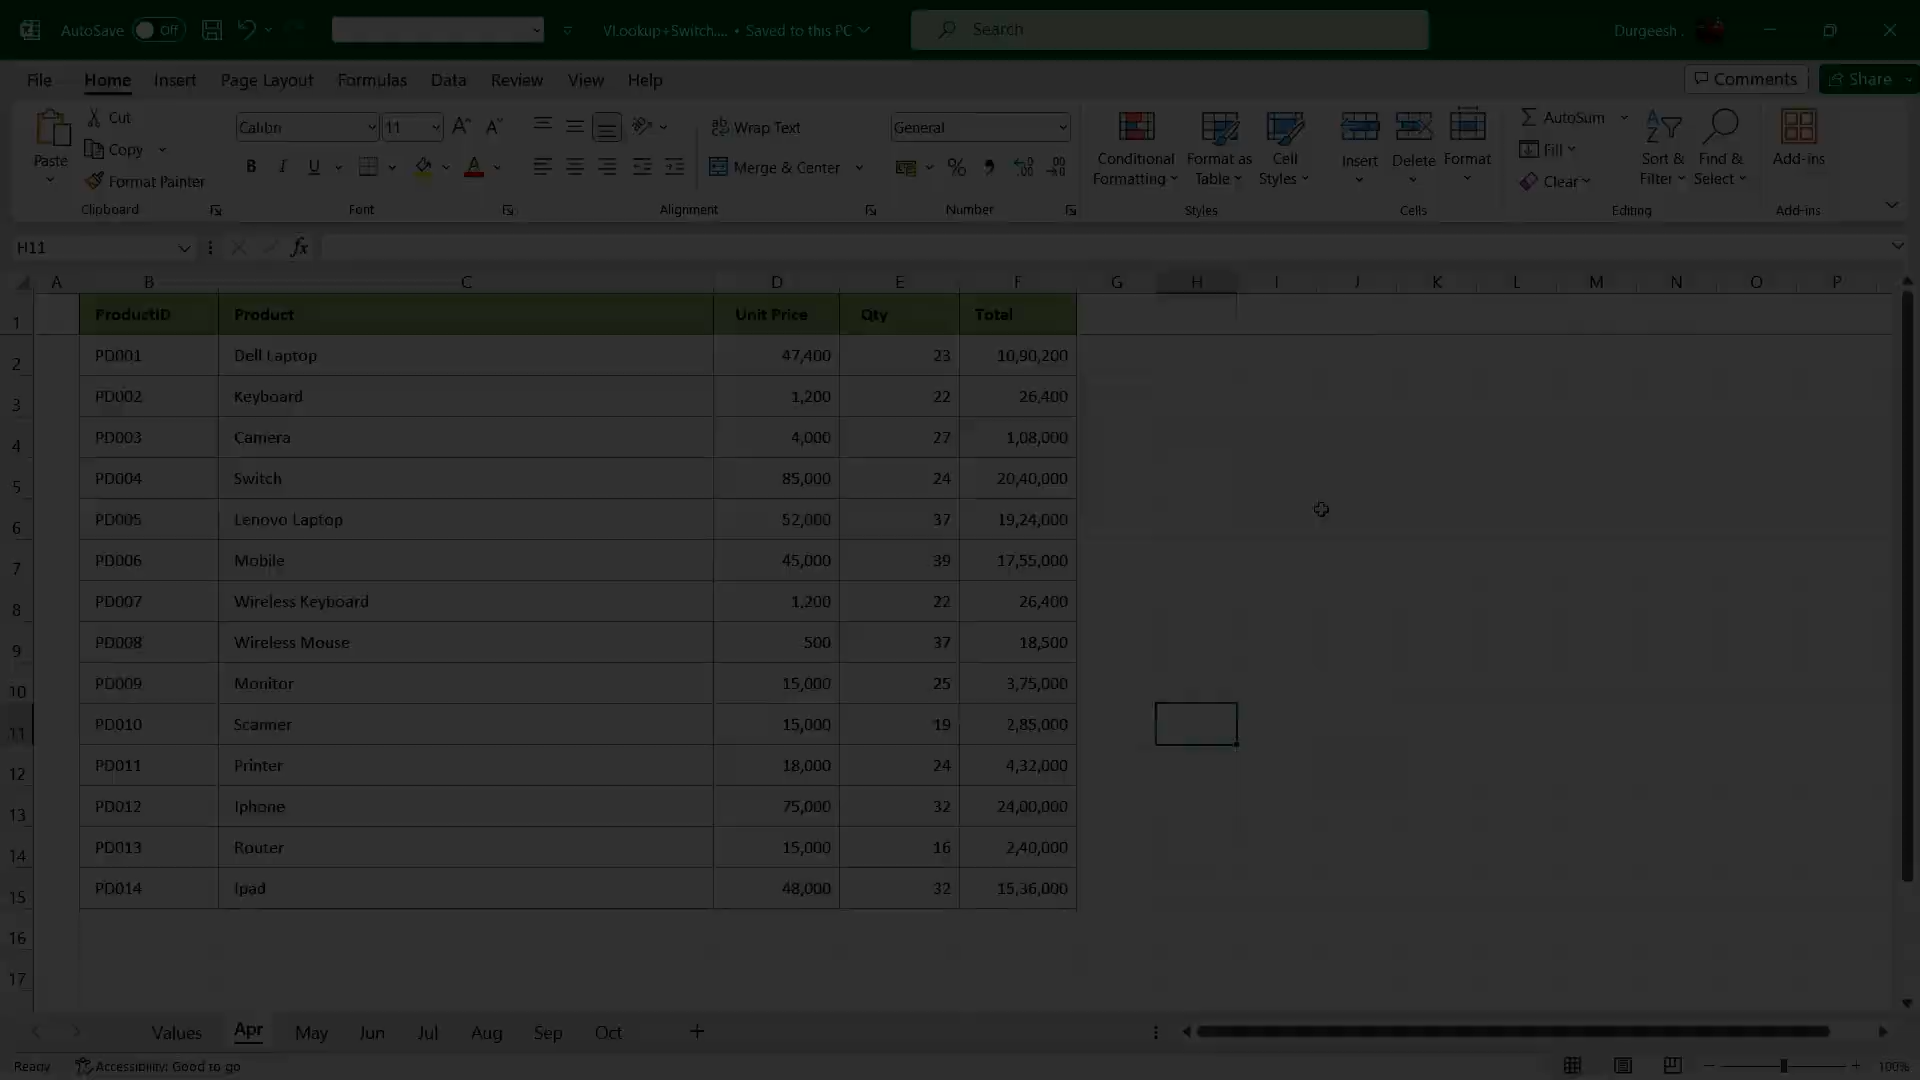 AutoSave Off VLookup+Switch.... • Saved to this PC Search Durgeesh .
File Home Insert Page Layout Formulas Data Review View Help Comments Share
Paste Cut Copy Format Painter Clipboard
Calibri 11 B I U A Font
Wrap Text Merge & Center Alignment
General % Number
Conditional Formatting Format as Table Cell Styles Styles
Insert Delete Format Cells
AutoSum Fill Clear Sort & Filter Find & Select Editing
Add-ins Add-ins
H11 fx
A B C D E F G H I J K L M N O P
1 ProductID Product Unit Price Qty Total
2 PD001 Dell Laptop 47,400 23 10,90,200
3 PD002 Keyboard 1,200 22 26,400
4 PD003 Camera 4,000 27 1,08,000
5 PD004 Switch 85,000 24 20,40,000
6 PD005 Lenovo Laptop 52,000 37 19,24,000
7 PD006 Mobile 45,000 39 17,55,000
8 PD007 Wireless Keyboard 1,200 22 26,400
9 PD008 Wireless Mouse 500 37 18,500
10 PD009 Monitor 15,000 25 3,75,000
11 PD010 Scanner 15,000 19 2,85,000
12 PD011 Printer 18,000 24 4,32,000
13 PD012 Iphone 75,000 32 24,00,000
14 PD013 Router 15,000 16 2,40,000
15 PD014 Ipad 48,000 32 15,36,000
16
17
Values Apr May Jun Jul Aug Sep Oct
Ready Accessibility: Good to go 100%